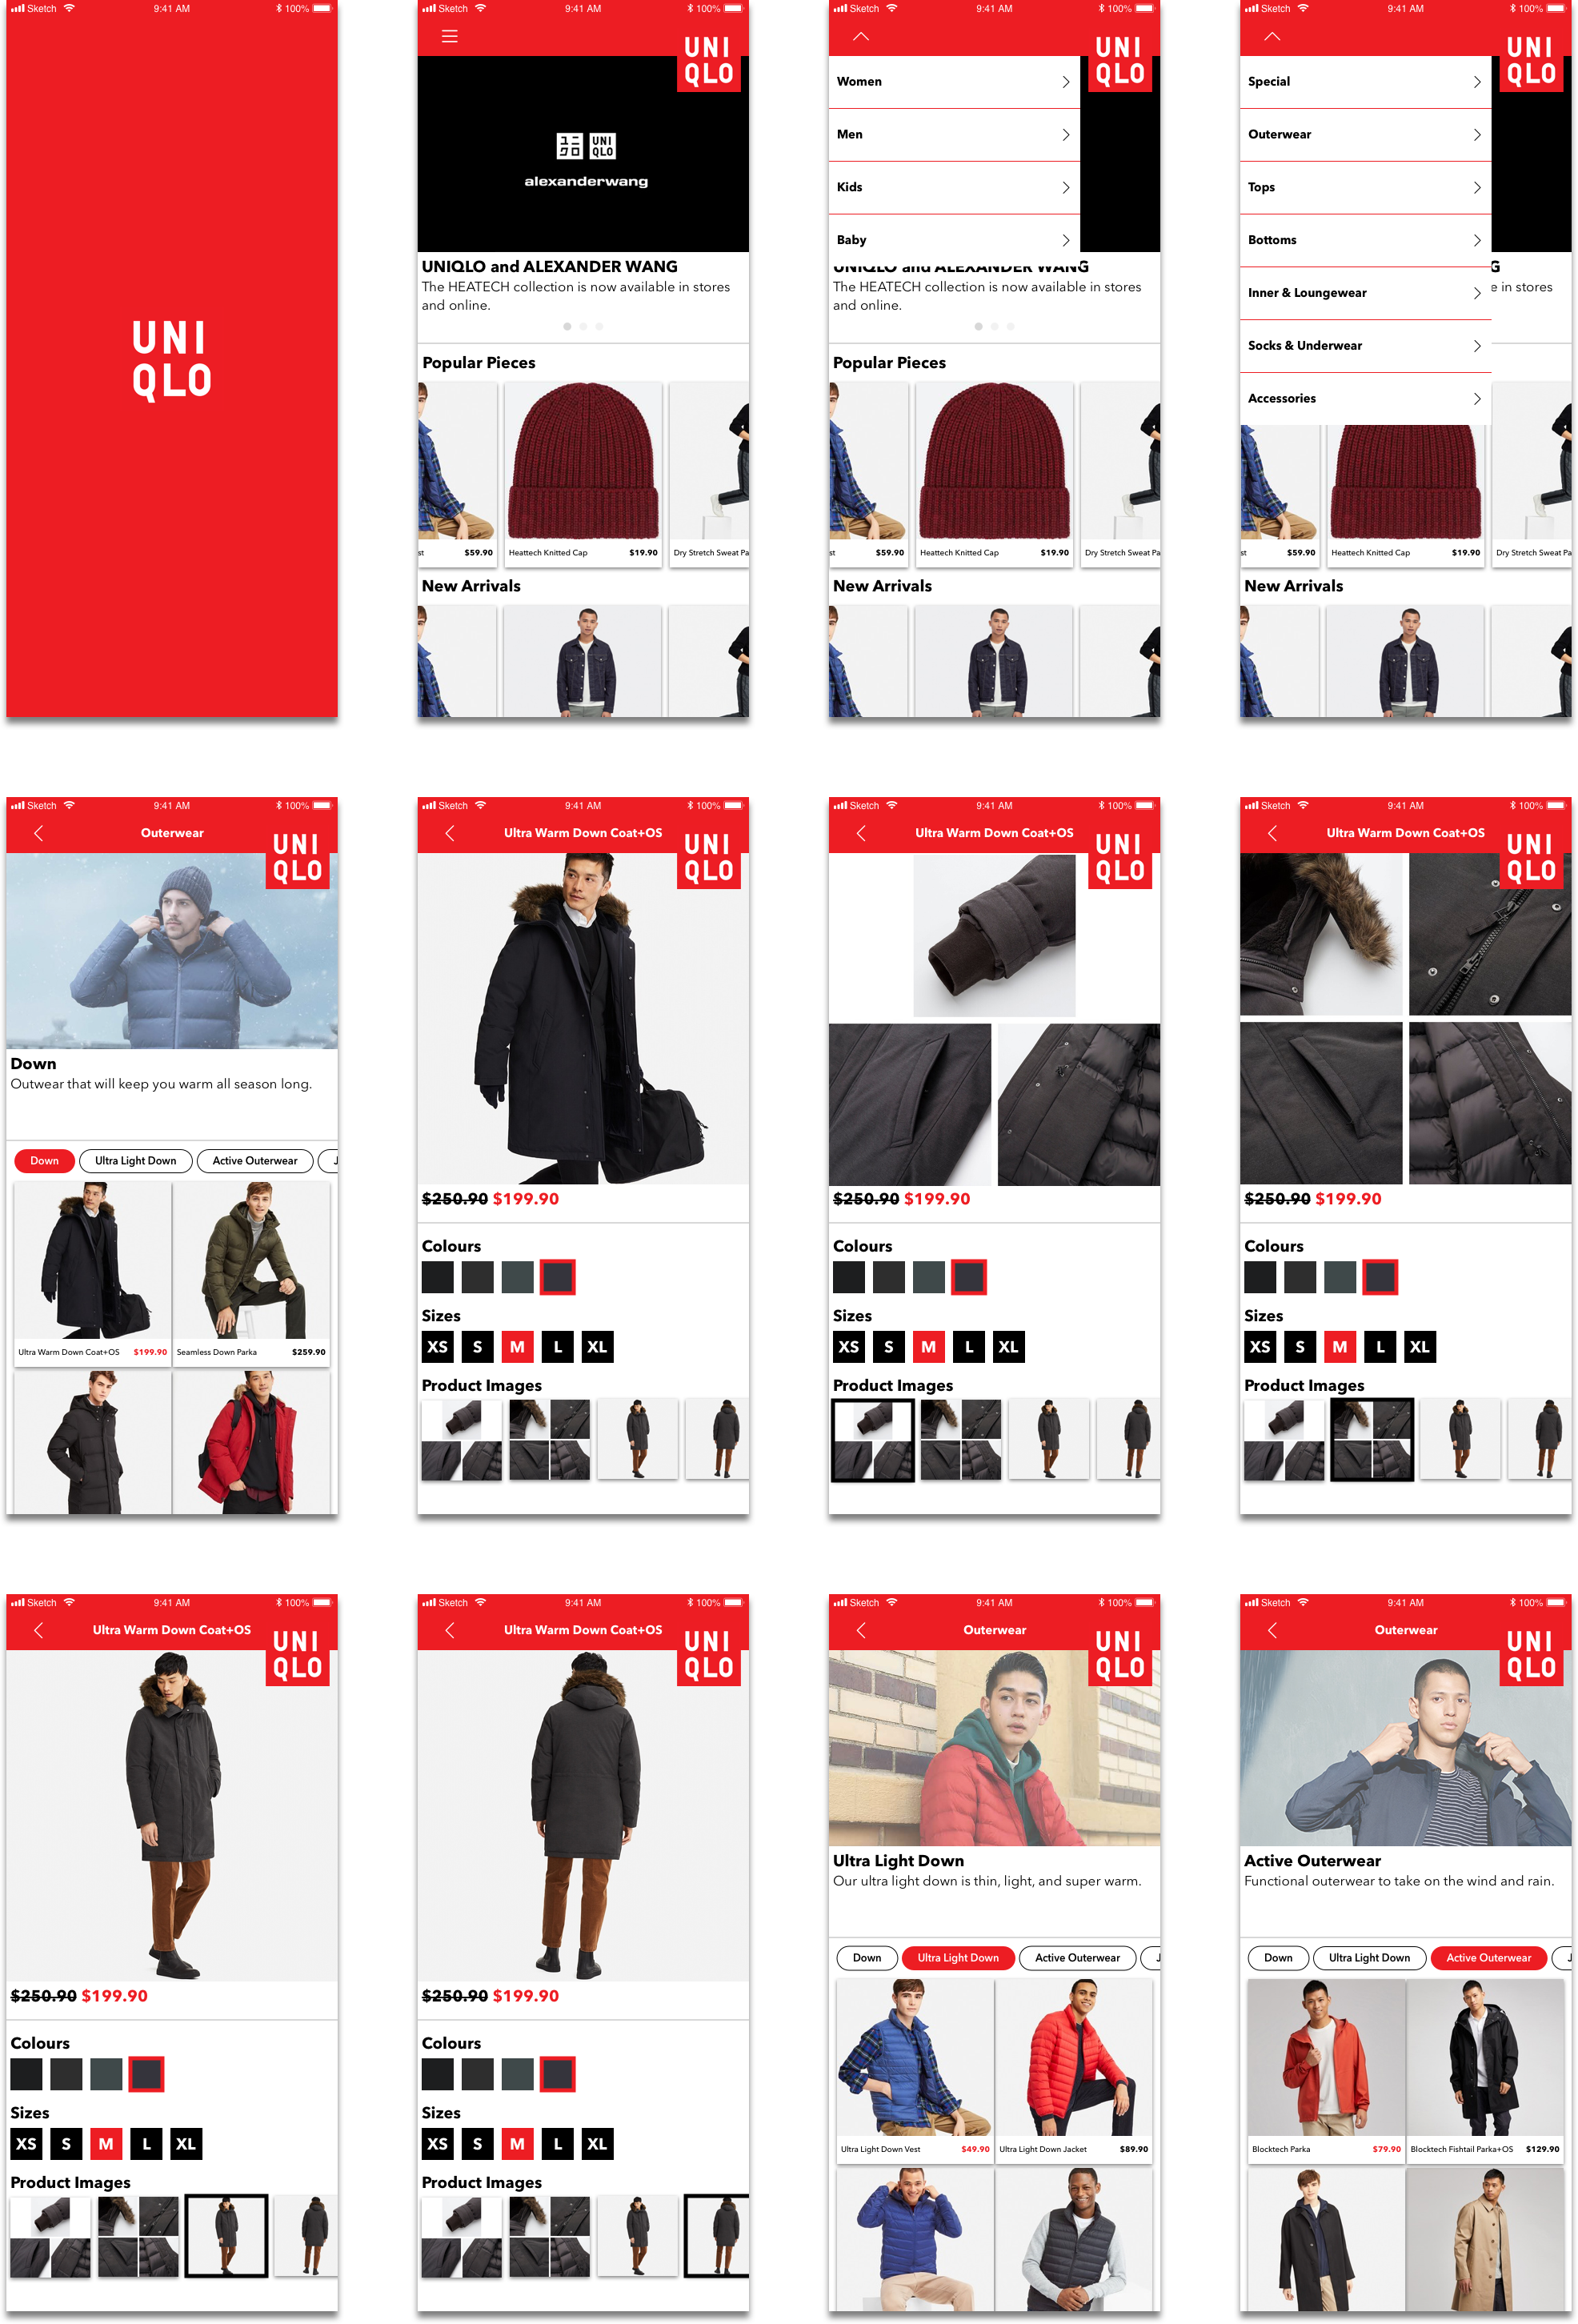 Sketch 9:41 AM 100%
UNI
QLO
Sketch 9:41 AM 100%
UNI
QLO
ユニ
クロ
UNI
QLO
alexanderwang
UNIQLO and ALEXANDER WANG
The HEATECH collection is now available in stores
and online.
Popular Pieces
st $59.90
Heattech Knitted Cap $19.90
Dry Stretch Sweat Pa
New Arrivals
Sketch 9:41 AM 100%
UNI
QLO
Women
Men
Kids
Baby
UNIQLO and ALEXANDER WANG
The HEATECH collection is now available in stores
and online.
Popular Pieces
st $59.90
Heattech Knitted Cap $19.90
Dry Stretch Sweat Pa
New Arrivals
Sketch 9:41 AM 100%
UNI
QLO
Special
Outerwear
Tops
Bottoms
Inner & Loungewear
Socks & Underwear
Accessories
G
e in stores
st $59.90
Heattech Knitted Cap $19.90
Dry Stretch Sweat Pa
New Arrivals
Sketch 9:41 AM 100%
Outerwear
UNI
QLO
Down
Outwear that will keep you warm all season long.
Down Ultra Light Down Active Outerwear J
Ultra Warm Down Coat+OS $199.90
Seamless Down Parka $259.90
Sketch 9:41 AM 100%
Ultra Warm Down Coat+OS
UNI
QLO
$250.90 $199.90
Colours
Sizes
XS S M L XL
Product Images
Sketch 9:41 AM 100%
Ultra Warm Down Coat+OS
UNI
QLO
$250.90 $199.90
Colours
Sizes
XS S M L XL
Product Images
Sketch 9:41 AM 100%
Ultra Warm Down Coat+OS
UNI
QLO
$250.90 $199.90
Colours
Sizes
XS S M L XL
Product Images
Sketch 9:41 AM 100%
Ultra Warm Down Coat+OS
UNI
QLO
$250.90 $199.90
Colours
Sizes
XS S M L XL
Product Images
Sketch 9:41 AM 100%
Ultra Warm Down Coat+OS
UNI
QLO
$250.90 $199.90
Colours
Sizes
XS S M L XL
Product Images
Sketch 9:41 AM 100%
Outerwear
UNI
QLO
Ultra Light Down
Our ultra light down is thin, light, and super warm.
Down Ultra Light Down Active Outerwear J
Ultra Light Down Vest $49.90
Ultra Light Down Jacket $89.90
Sketch 9:41 AM 100%
Outerwear
UNI
QLO
Active Outerwear
Functional outerwear to take on the wind and rain.
Down Ultra Light Down Active Outerwear J
Blocktech Parka $79.90
Blocktech Fishtail Parka+OS $129.90